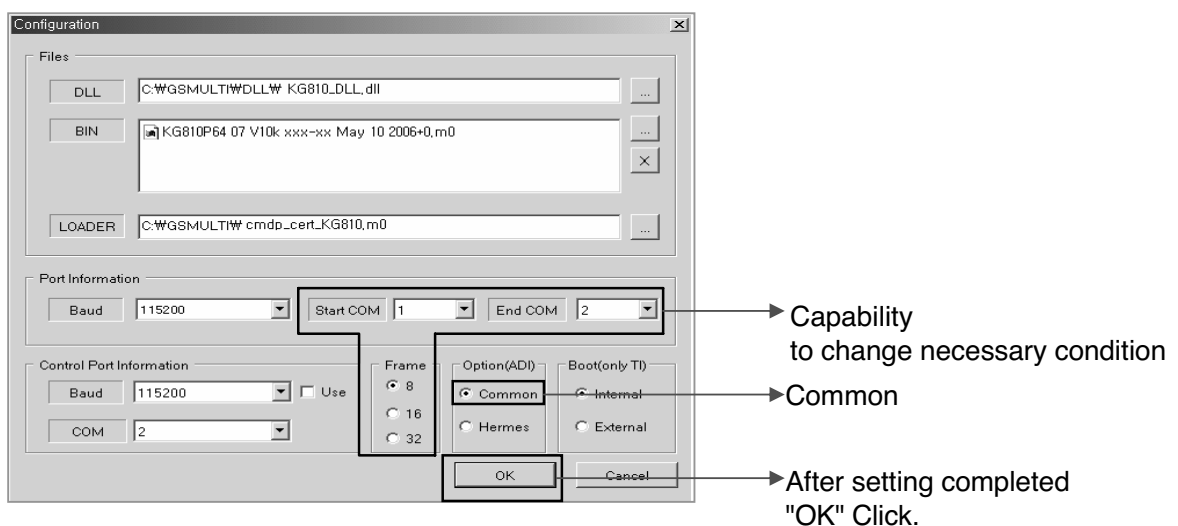 Configuration
Files
DLL
C:₩GSMULTI₩DLL₩ KG810_DLL.dll
...
BIN
KG810P64 07 V10k xxx-xx May 10 2006+0.m0
...
LOADER
C:₩GSMULTI₩ cmdp_cert_KG810.m0
...
Port Information
Baud 115200 Start COM 1 End COM 2
Capability
to change necessary condition
Control Port Information
Baud 115200 Use
COM 2
Frame
8
16
32
Option(ADI)
Common
Hermes
Boot(only TI)
Internal
External
Common
OK Cancel
After setting completed
"OK" Click.